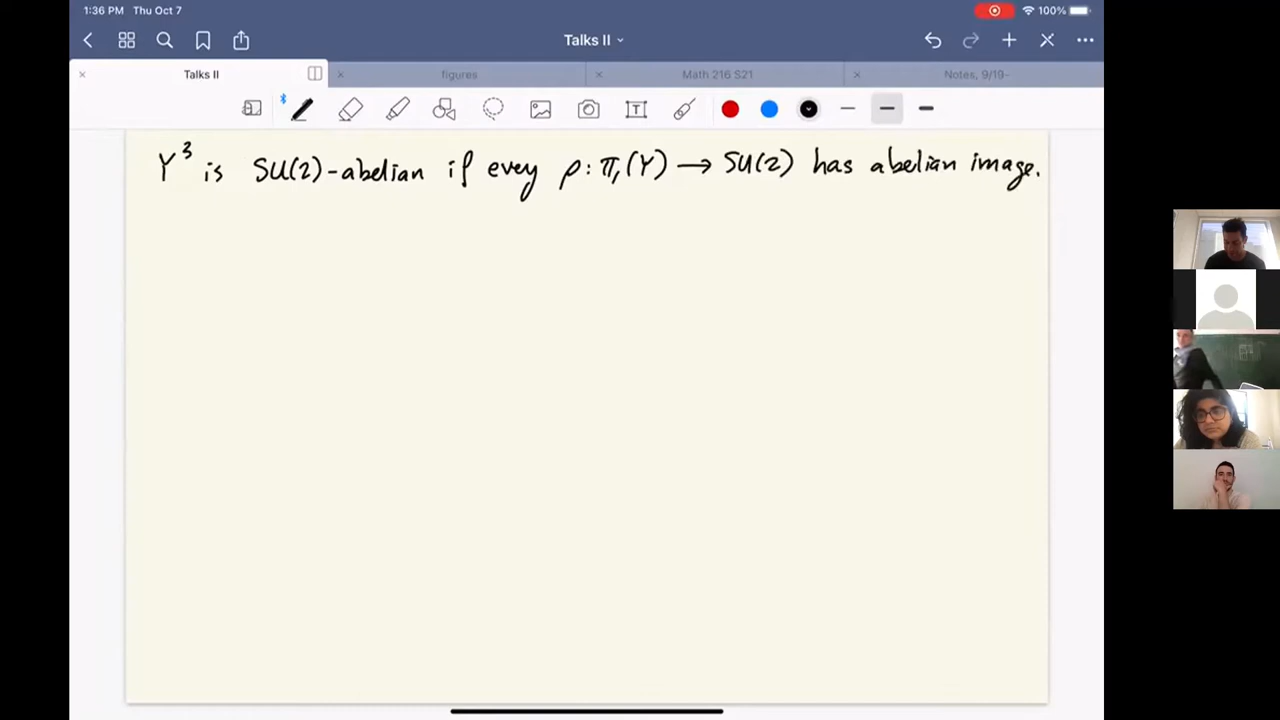 1:36 PM Thu Oct 7
100%
Talks II
Talks II
figures
Math 216 S21
Notes, 9/19-
T
Y³ is SU(2)-abelian if every ρ: π₁(Y) → SU(2) has abelian image.